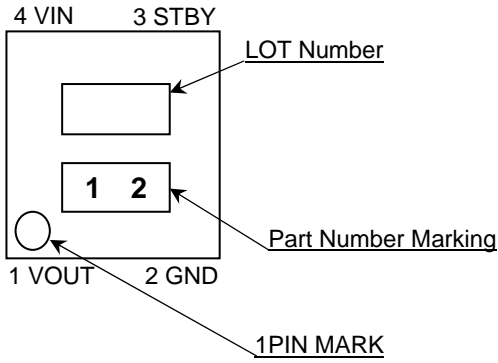 4 VIN 3 STBY
LOT Number
1 2
Part Number Marking
1 VOUT 2 GND
1PIN MARK